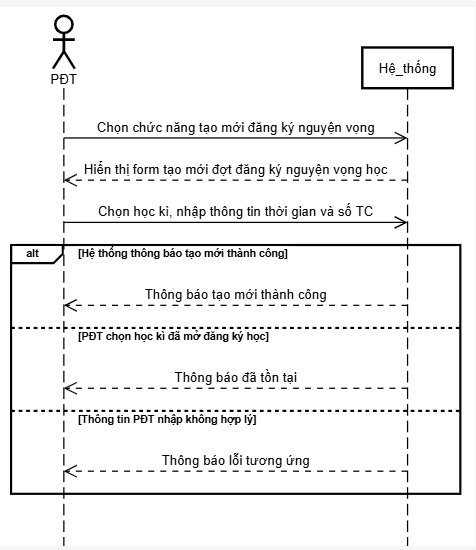 PĐT
Hệ_thống
Chọn chức năng tạo mới đăng ký nguyện vọng
Hiển thị form tạo mới đợt đăng ký nguyện vọng học
Chọn học kì, nhập thông tin thời gian và số TC
alt
[Hệ thống thông báo tạo mới thành công]
Thông báo tạo mới thành công
[PĐT chọn học kì đã mở đăng ký học]
Thông báo đã tồn tại
[Thông tin PĐT nhập không hợp lý]
Thông báo lỗi tương ứng